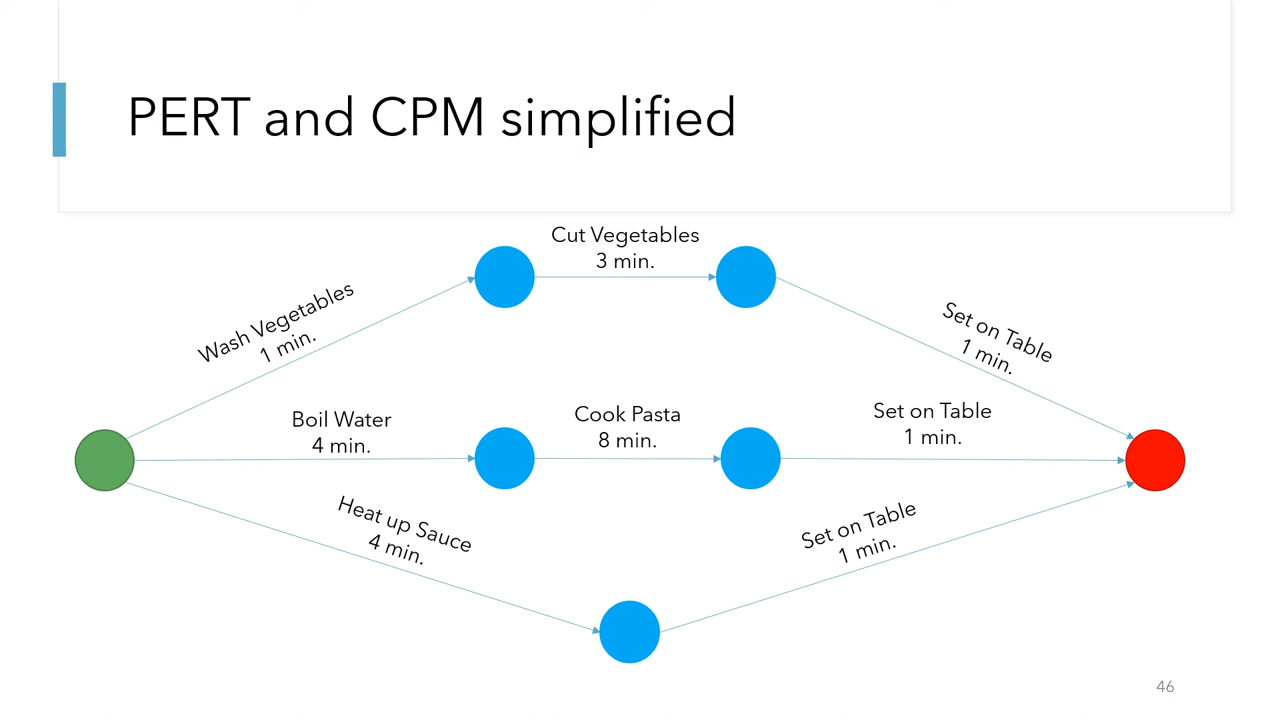 PERT and CPM simplified
Cut Vegetables
3 min.
Wash Vegetables
1 min.
Set on Table
1 min.
Boil Water
4 min.
Cook Pasta
8 min.
Set on Table
1 min.
Heat up Sauce
4 min.
Set on Table
1 min.
46